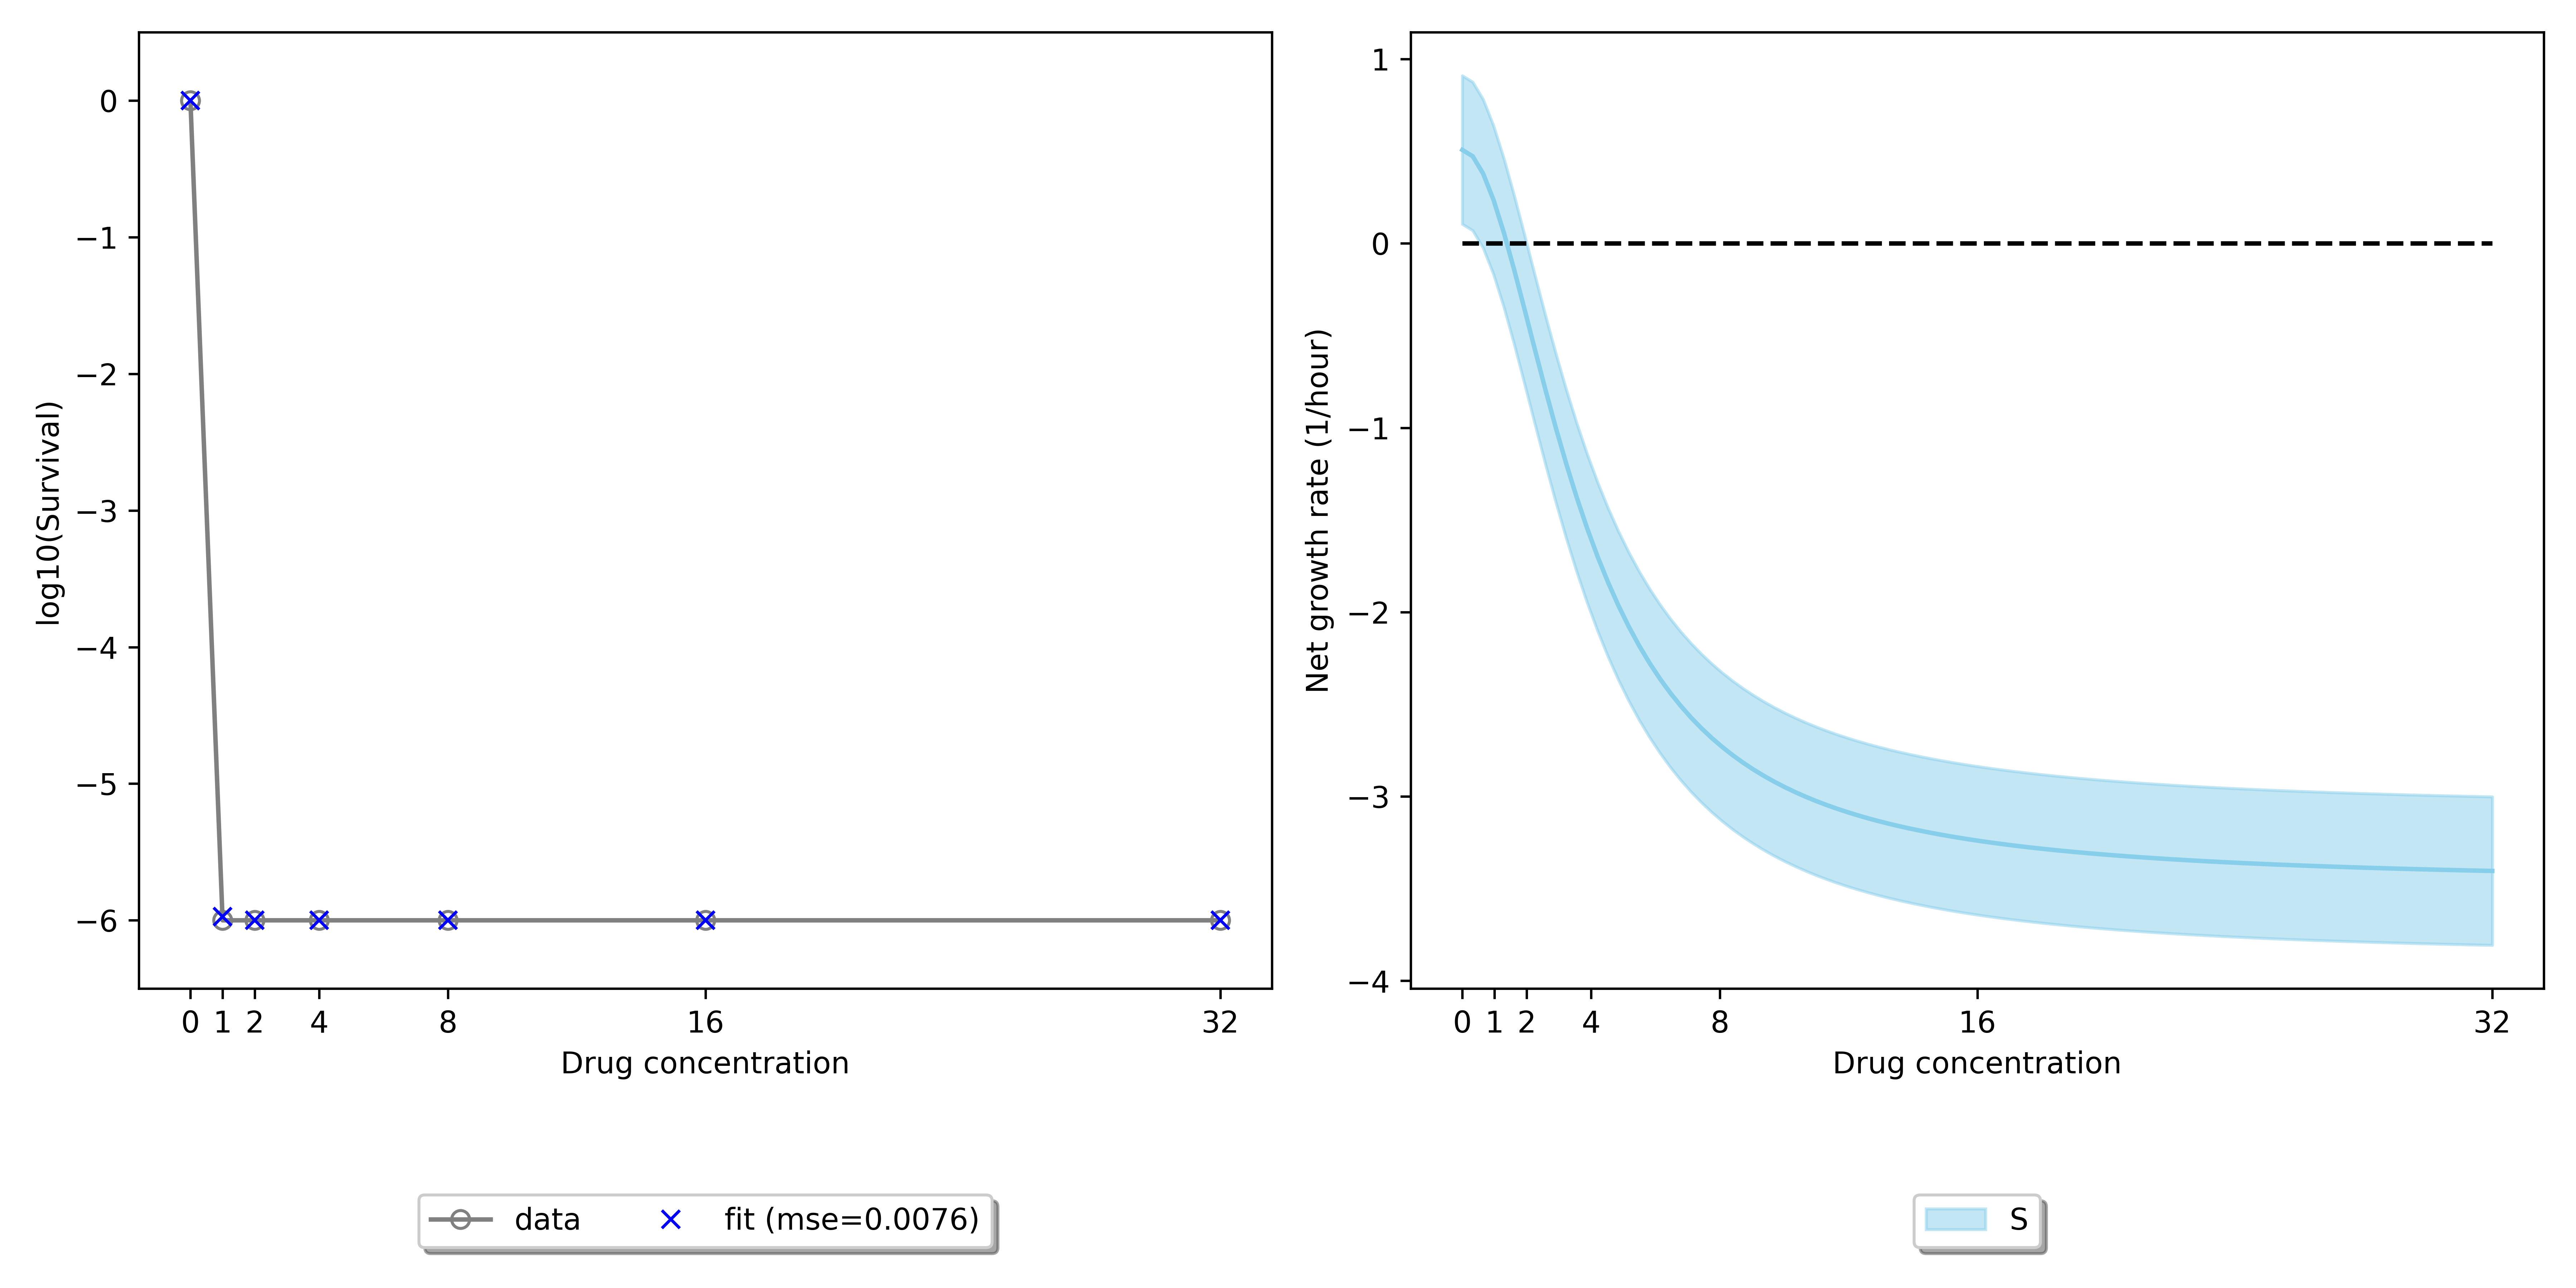 log10(Survival)
0
−1
−2
−3
−4
−5
−6
0 1 2 4 8 16 32
Drug concentration
data fit (mse=0.0076)
Net growth rate (1/hour)
1
0
−1
−2
−3
−4
0 1 2 4 8 16 32
Drug concentration
S